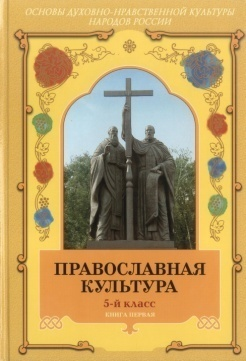 ОСНОВЫ ДУХОВНО-НРАВСТВЕННОЙ КУЛЬТУРЫ
НАРОДОВ РОССИИ
ПРАВОСЛАВНАЯ
КУЛЬТУРА
5-й класс
КНИГА ПЕРВАЯ